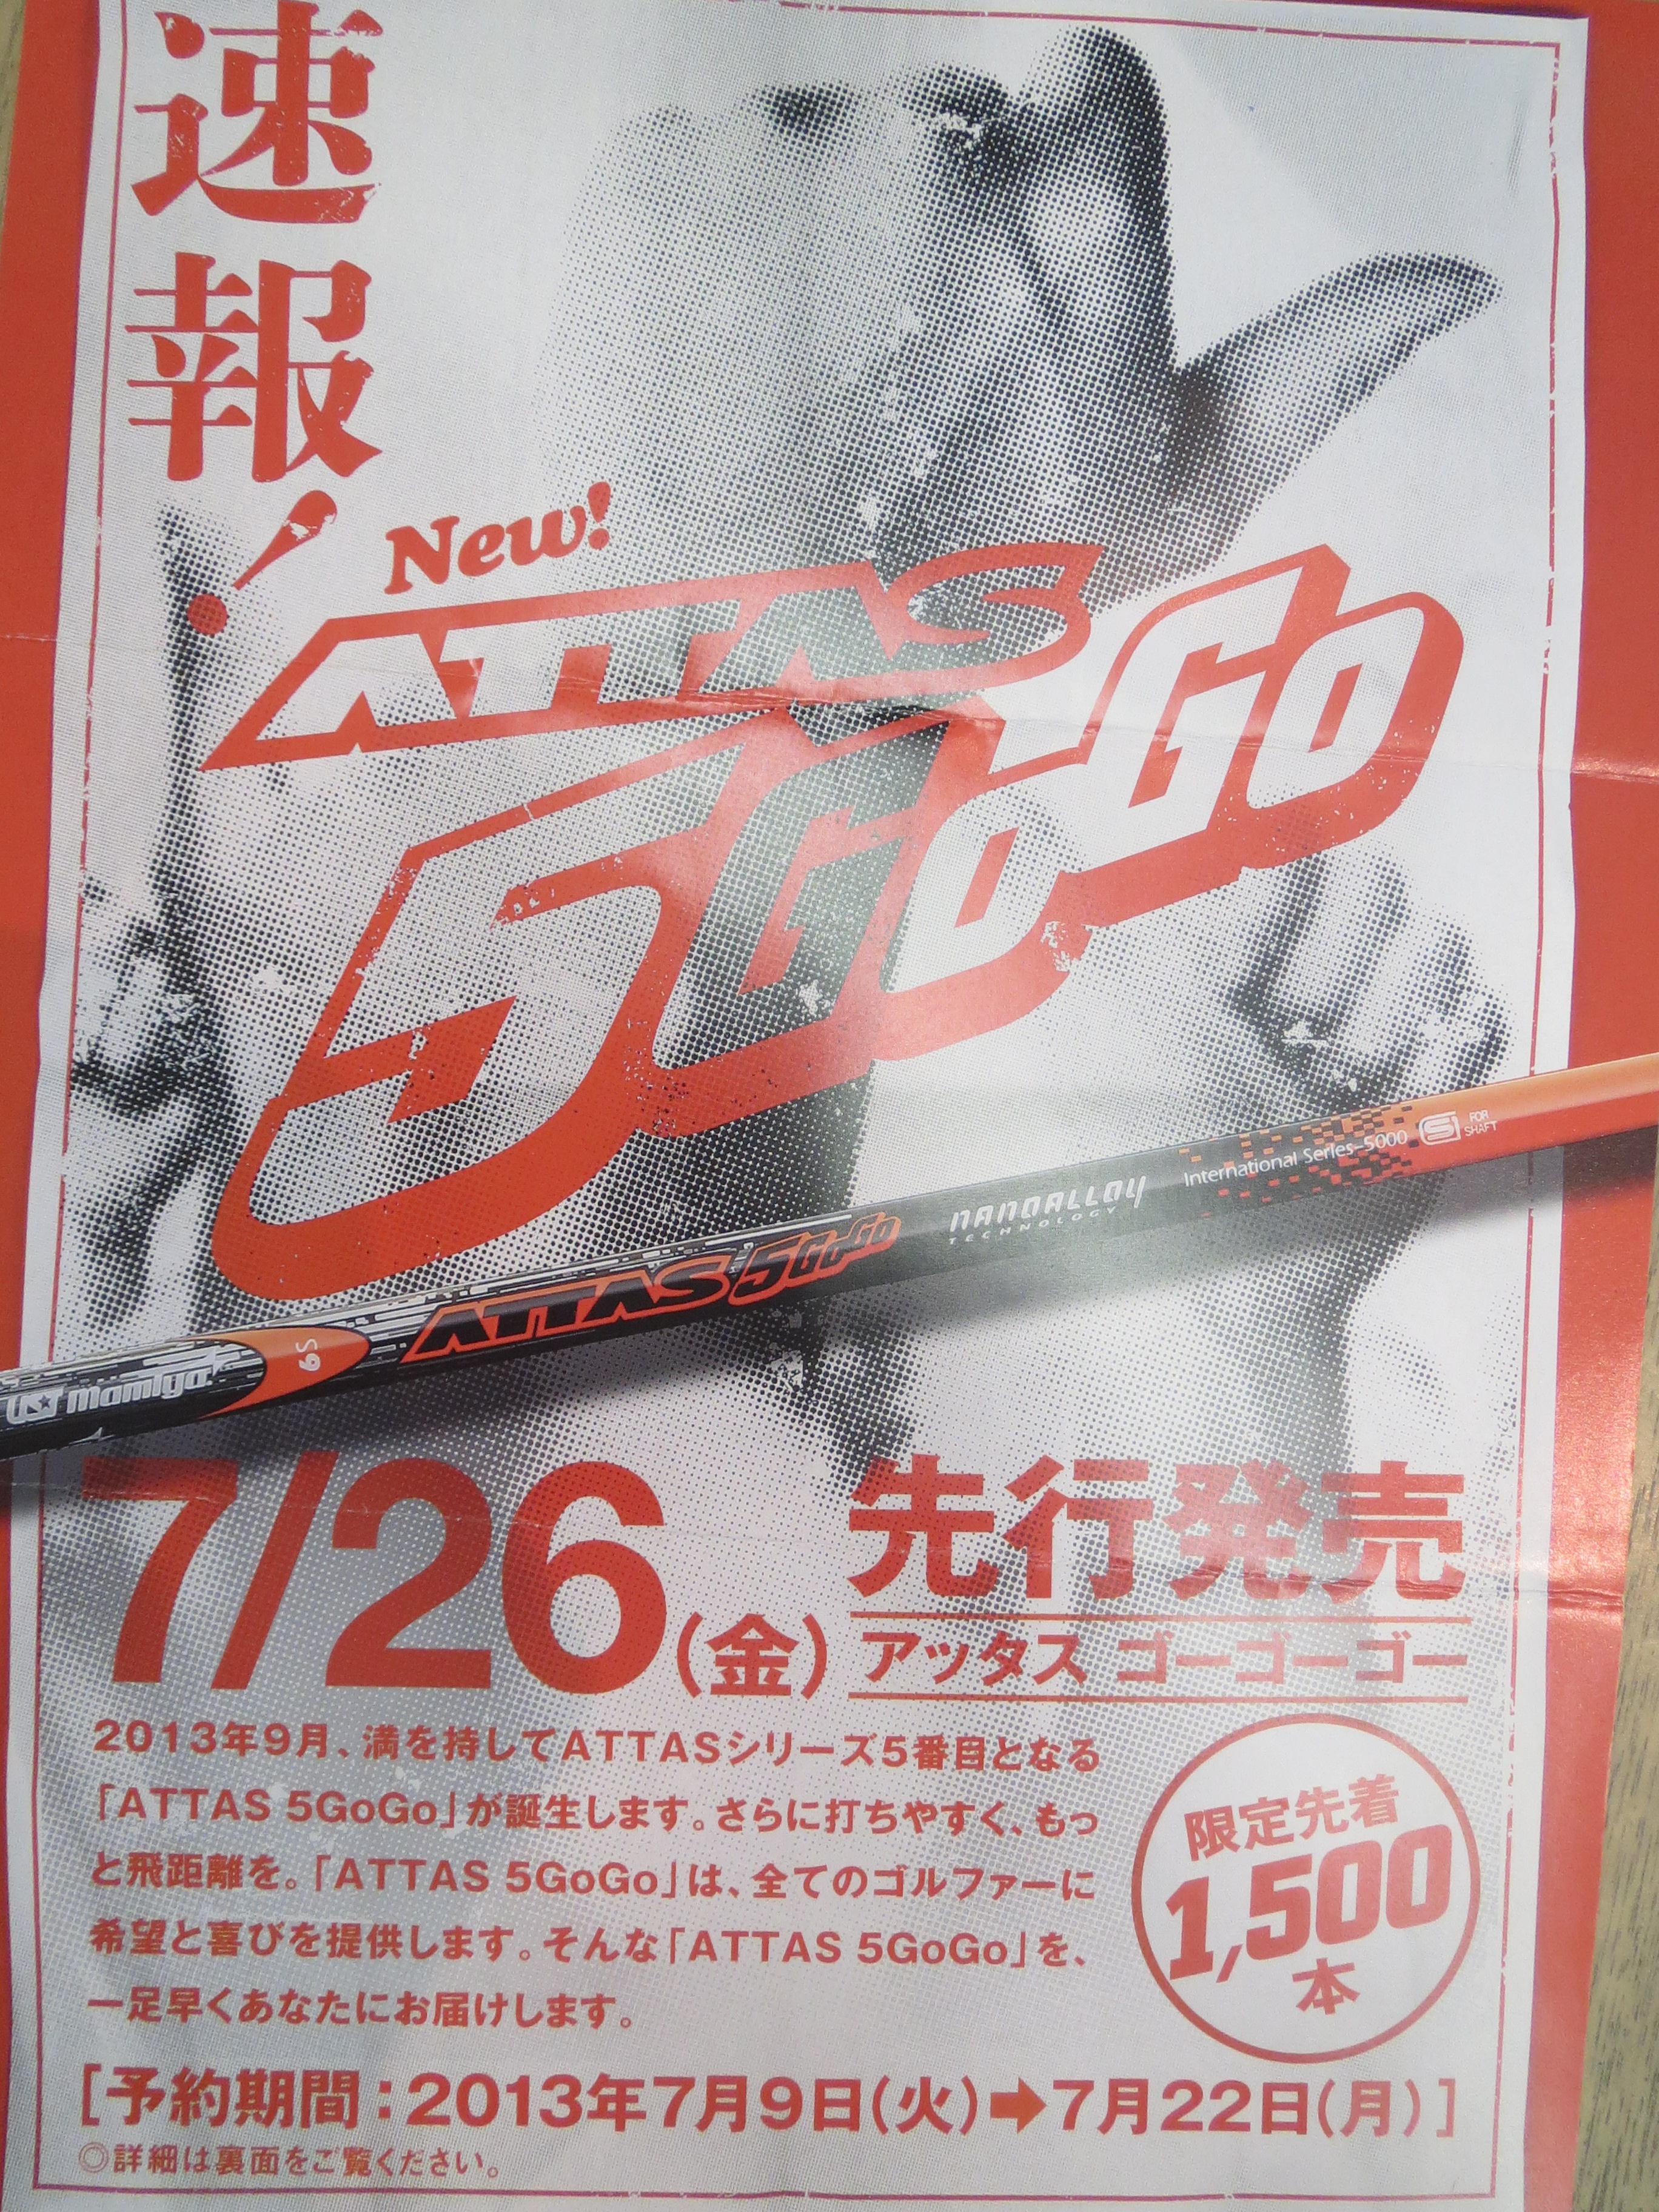 速報!
New!
ATTAS
5GoGo
UST mamiya
6S
ATTAS 5GoGo
NANOALLOY
TECHNOLOGY
International Series-5000
S
FOR
SHAFT
7/26(金)
先行発売
アッタス ゴーゴーゴー
2013年9月、満を持してATTASシリーズ5番目となる
「ATTAS 5GoGo」が誕生します。さらに打ちやすく、もっ
と飛距離を。「ATTAS 5GoGo」は、全てのゴルファーに
希望と喜びを提供します。そんな「ATTAS 5GoGo」を、
一足早くあなたにお届けします。
限定先着
1,500
本
[予約期間:2013年7月9日(火)➡7月22日(月)]
◎詳細は裏面をご覧ください。